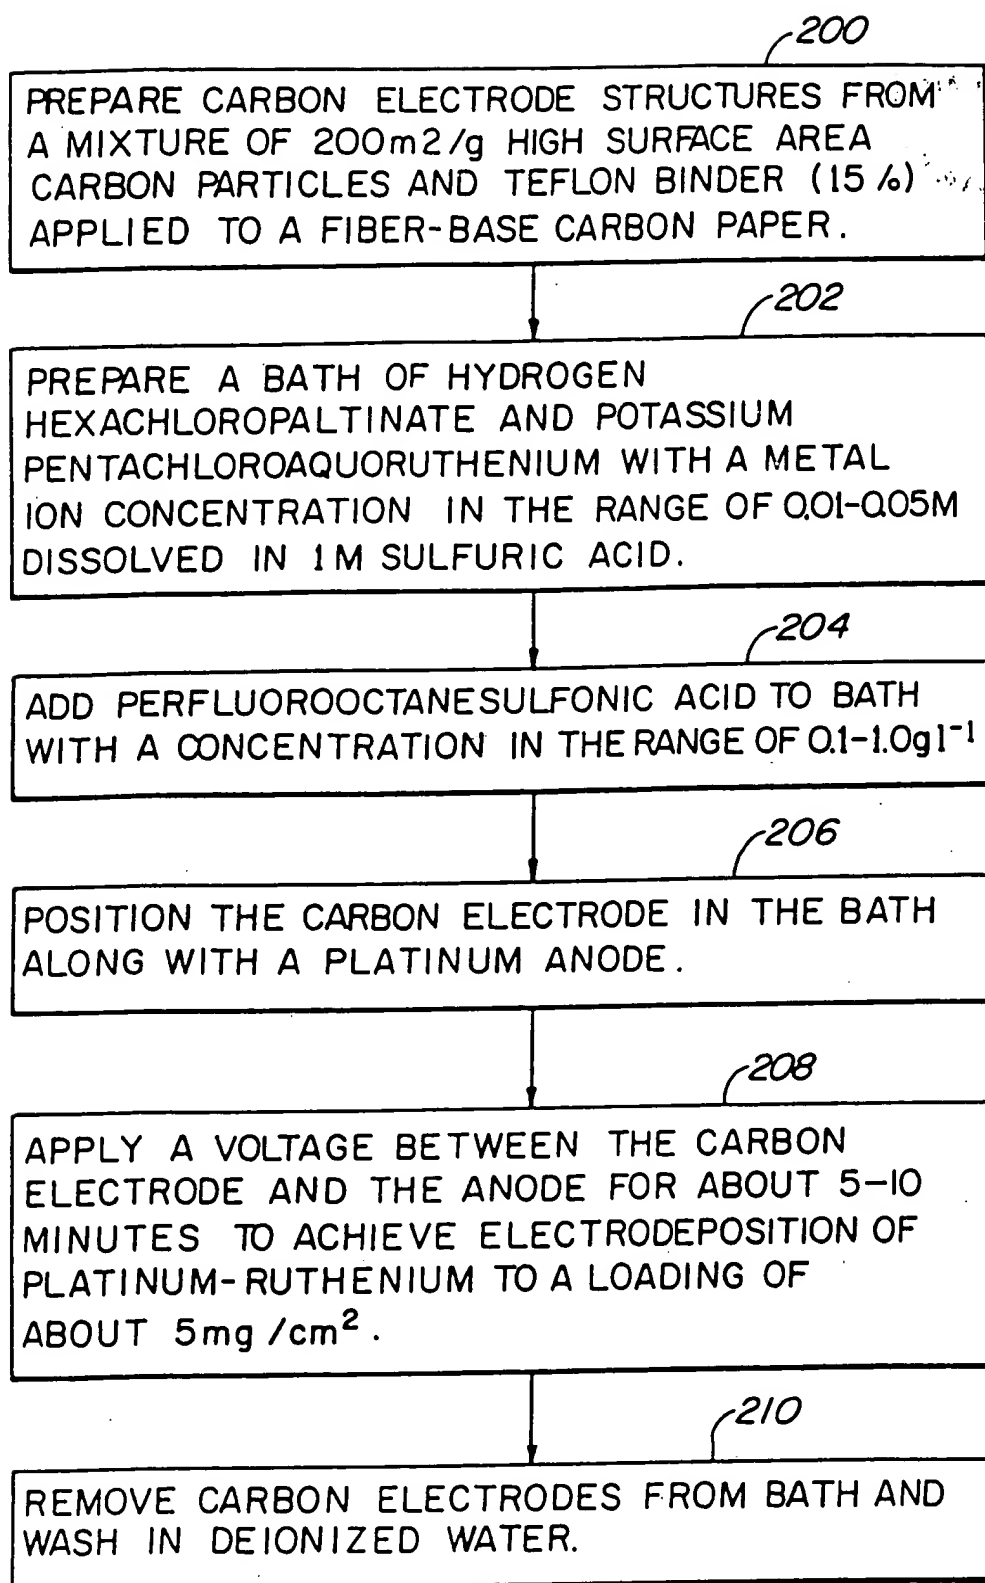 200
PREPARE CARBON ELECTRODE STRUCTURES FROM
A MIXTURE OF 200m2/g HIGH SURFACE AREA
CARBON PARTICLES AND TEFLON BINDER (15%)
APPLIED TO A FIBER-BASE CARBON PAPER.
202
PREPARE A BATH OF HYDROGEN
HEXACHLOROPALTINATE AND POTASSIUM
PENTACHLOROAQUORUTHENIUM WITH A METAL
ION CONCENTRATION IN THE RANGE OF 0.01-0.05M
DISSOLVED IN 1M SULFURIC ACID.
204
ADD PERFLUOROOCTANESULFONIC ACID TO BATH
WITH A CONCENTRATION IN THE RANGE OF 0.1-1.0gl⁻¹
206
POSITION THE CARBON ELECTRODE IN THE BATH
ALONG WITH A PLATINUM ANODE.
208
APPLY A VOLTAGE BETWEEN THE CARBON
ELECTRODE AND THE ANODE FOR ABOUT 5-10
MINUTES TO ACHIEVE ELECTRODEPOSITION OF
PLATINUM-RUTHENIUM TO A LOADING OF
ABOUT 5mg/cm².
210
REMOVE CARBON ELECTRODES FROM BATH AND
WASH IN DEIONIZED WATER.